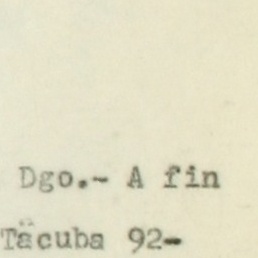 Dgo.- A fin
Tacuba 92-